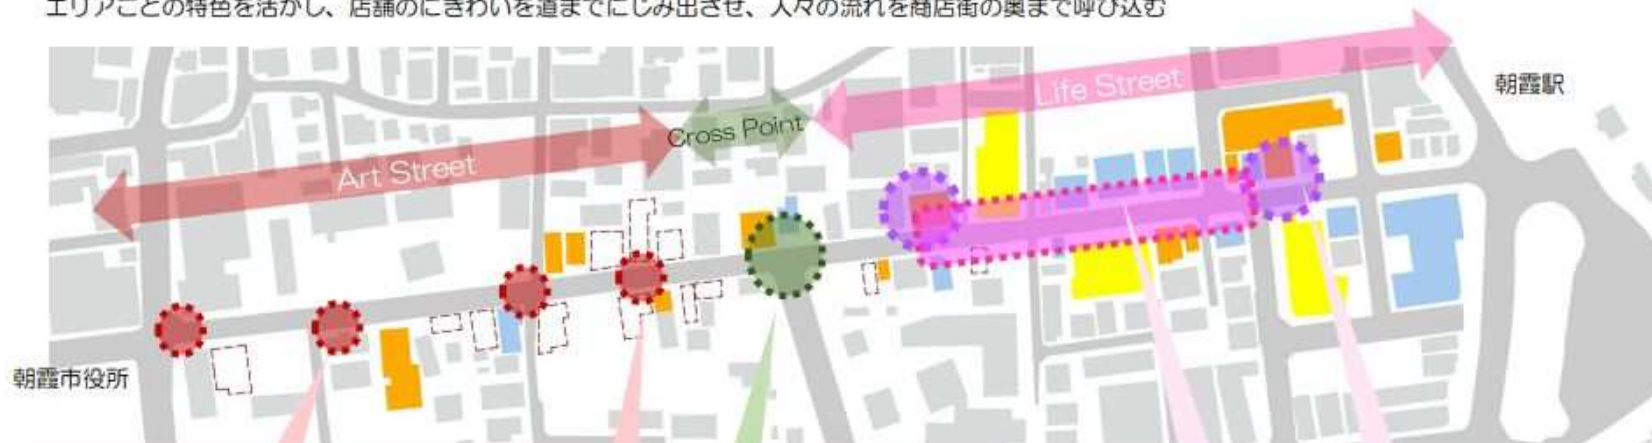 エリアごとの特色を活かし、店舗のにぎわいを道までにじみ出させ、人々の流れを商店街の奥まで呼び込む
朝霞駅
Life Street
Cross Point
Art Street
朝霞市役所